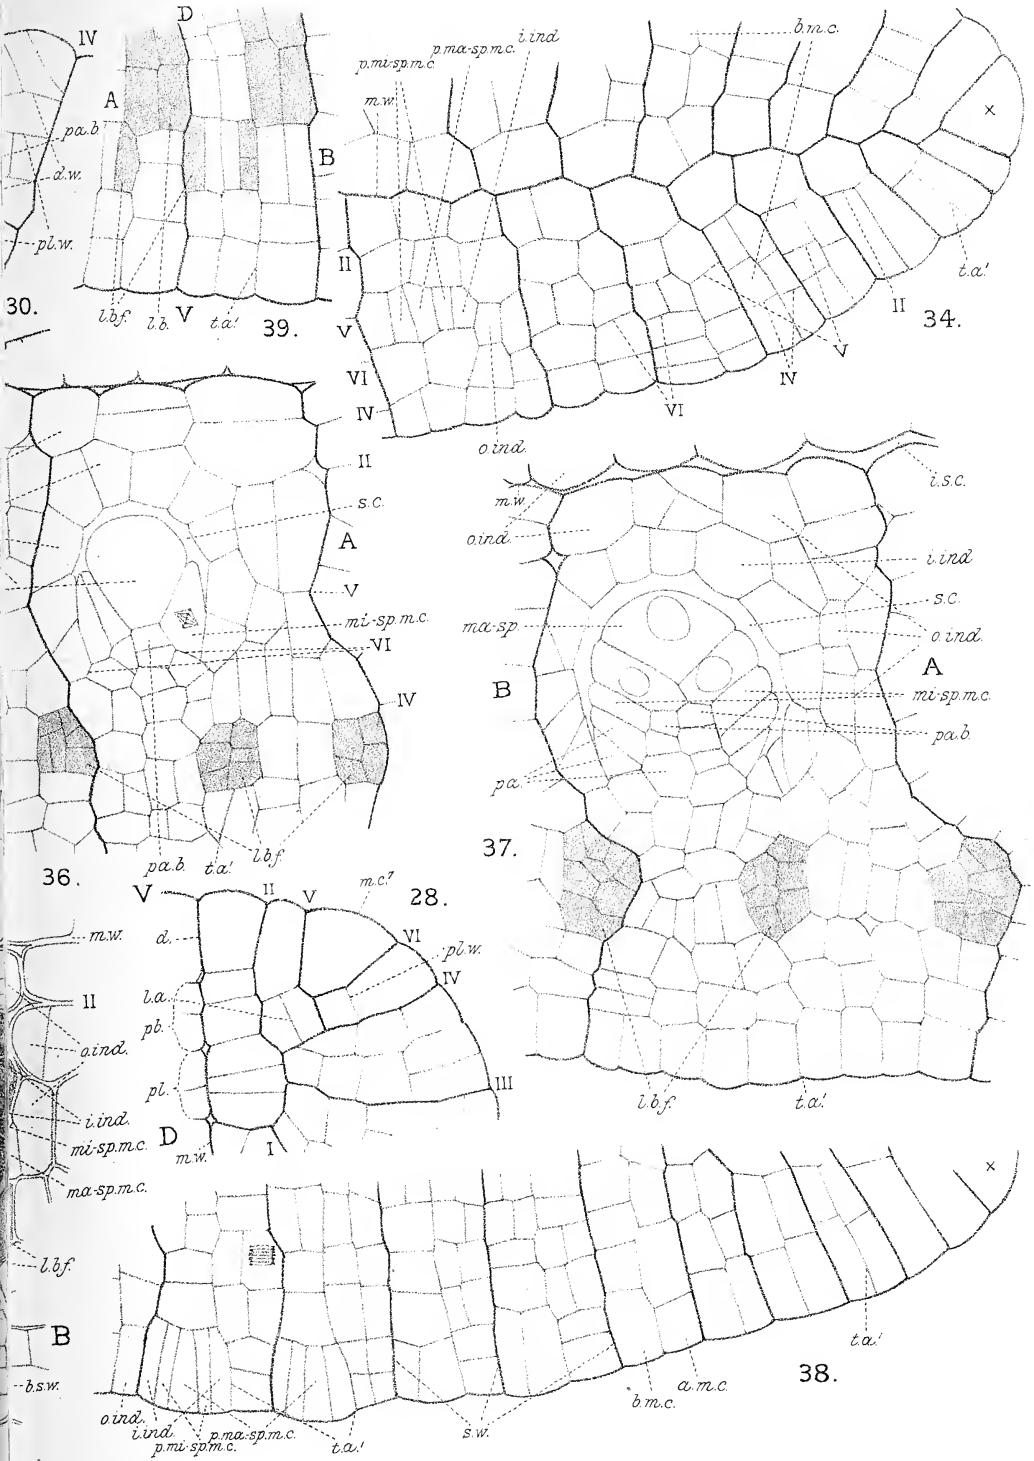 IV
pa.b.
d.w.
pl.w.
30.
D
A
B
l.b.f. l.b. V t.a! 39.
i.ind
p.ma-sp.m.c.
p.mi-sp.m.c.
m.w.
b.m.c.
×
t.a!
II
V
VI
IV
II
34.
V
IV
VI
o.ind.
II
s.c.
A
V
mi-sp.m.c.
VI
IV
pa.b. t.a! l.b.f.
36.
i.s.c.
m.w.
o.ind.
i.ind
s.c.
ma-sp.
o.ind.
B
A
mi-sp.m.c.
pa.b.
pa.
37.
l.b.f. t.a!
V
II
V
m.c.⁷
28.
d.
VI
pl.w.
IV
l.a.
pb.
pl.
III
D
m.w.
I
m.w.
II
o.ind.
i.ind.
mi-sp.m.c.
ma-sp.m.c.
l.b.f.
B
b.s.w.
×
t.a!
38.
a.m.c.
b.m.c.
s.w.
o.ind.
i.ind.
p.ma-sp.m.c.
p.mi-sp.m.c.
t.a!